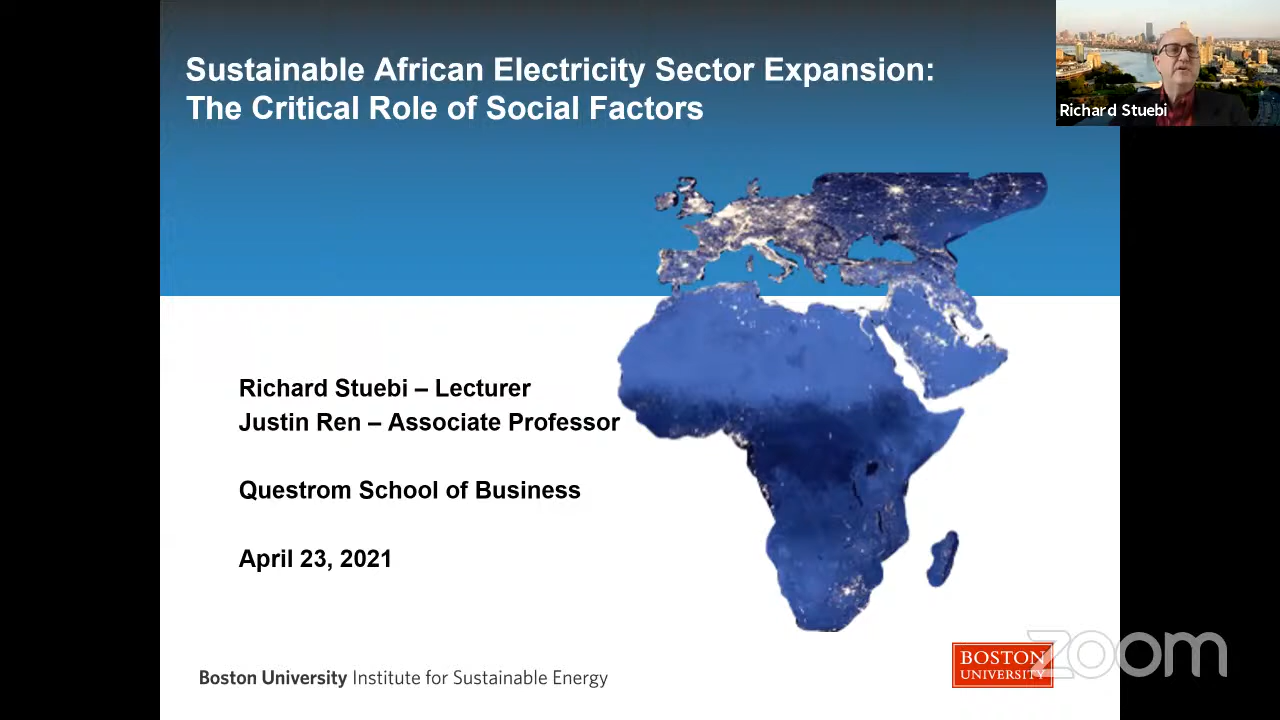 Sustainable African Electricity Sector Expansion:
The Critical Role of Social Factors
Richard Stuebi
Richard Stuebi – Lecturer
Justin Ren – Associate Professor
Questrom School of Business
April 23, 2021
Boston University Institute for Sustainable Energy
BOSTON
UNIVERSITY
zoom